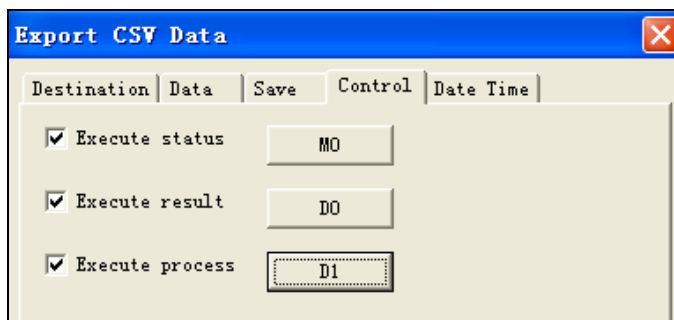 Export CSV Data
Destination Data Save Control Date Time
Execute status M0
Execute result D0
Execute process D1